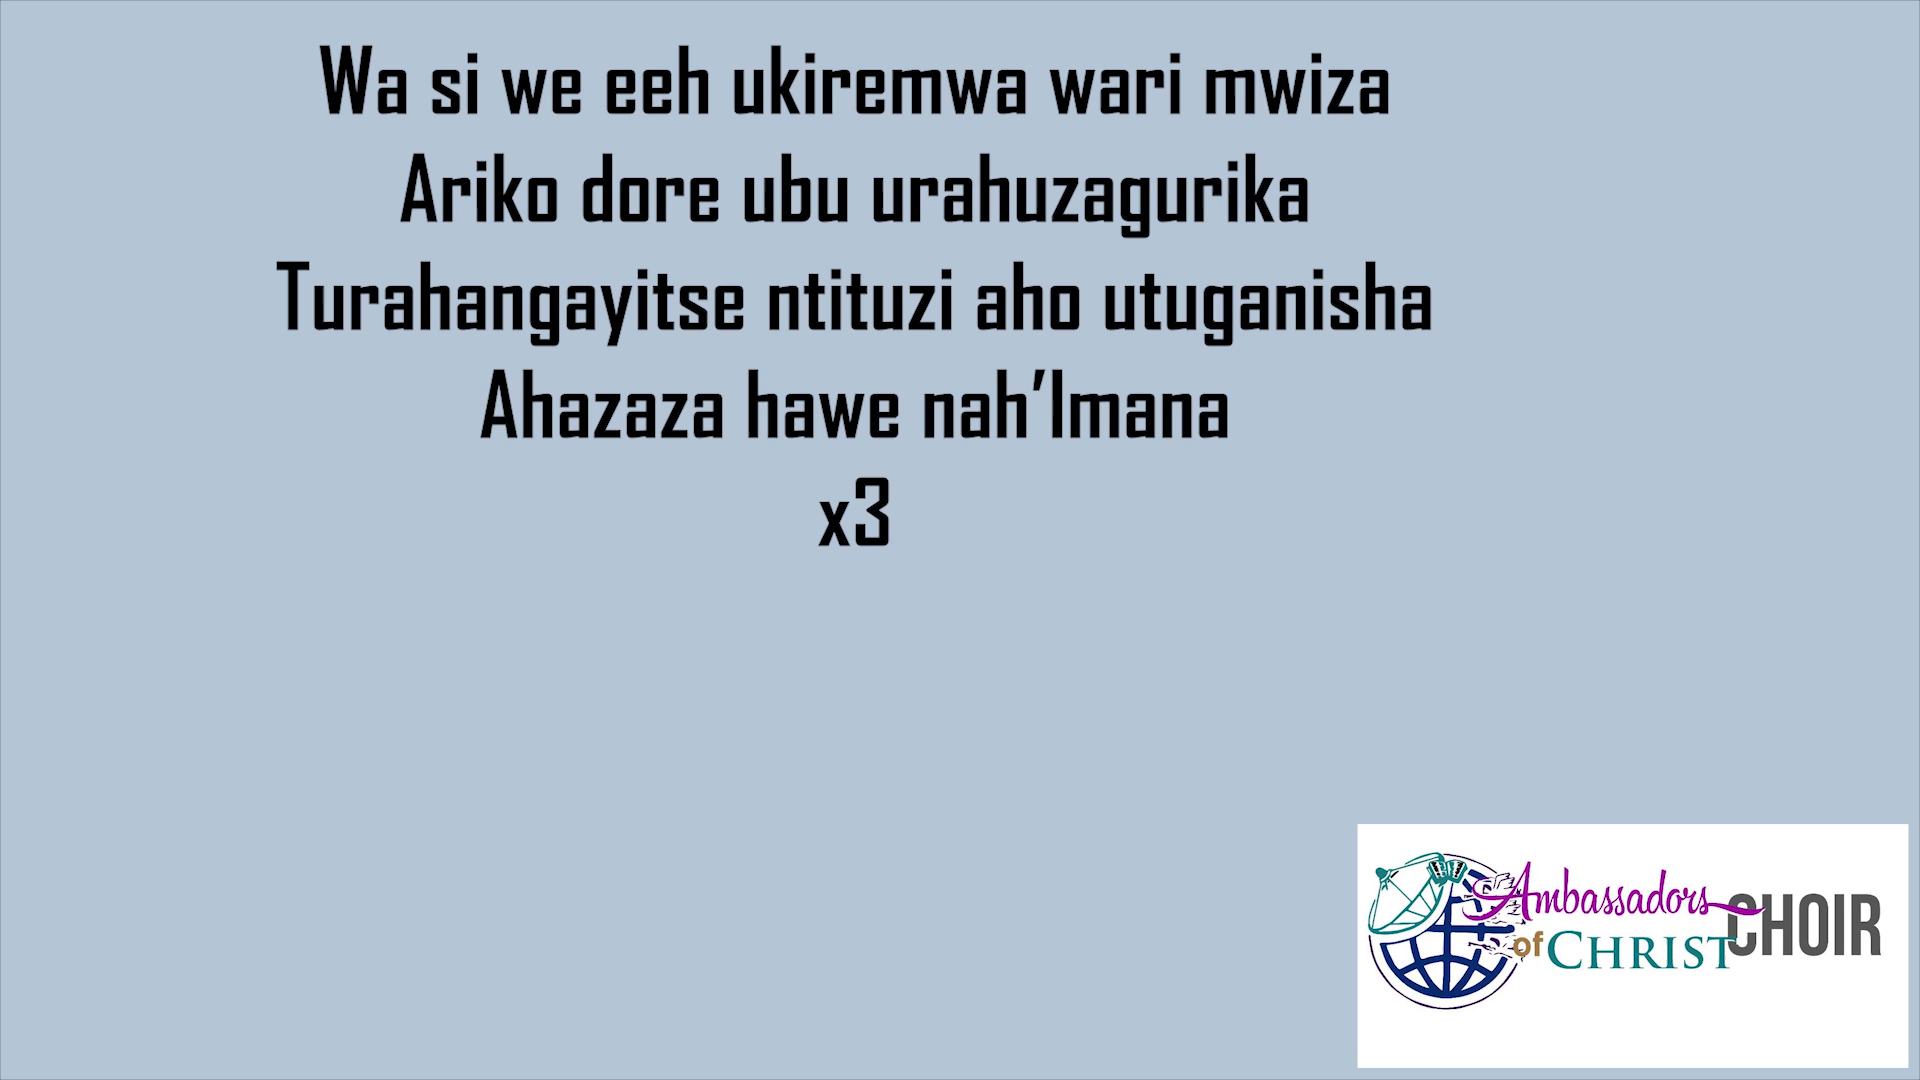 Wa si we eeh ukiremwa wari mwiza
Ariko dore ubu urahuzagurika
Turahangayitse ntituzi aho utuganisha
Ahazaza hawe nah’Imana
x3
Ambassadors
of CHRIST CHOIR